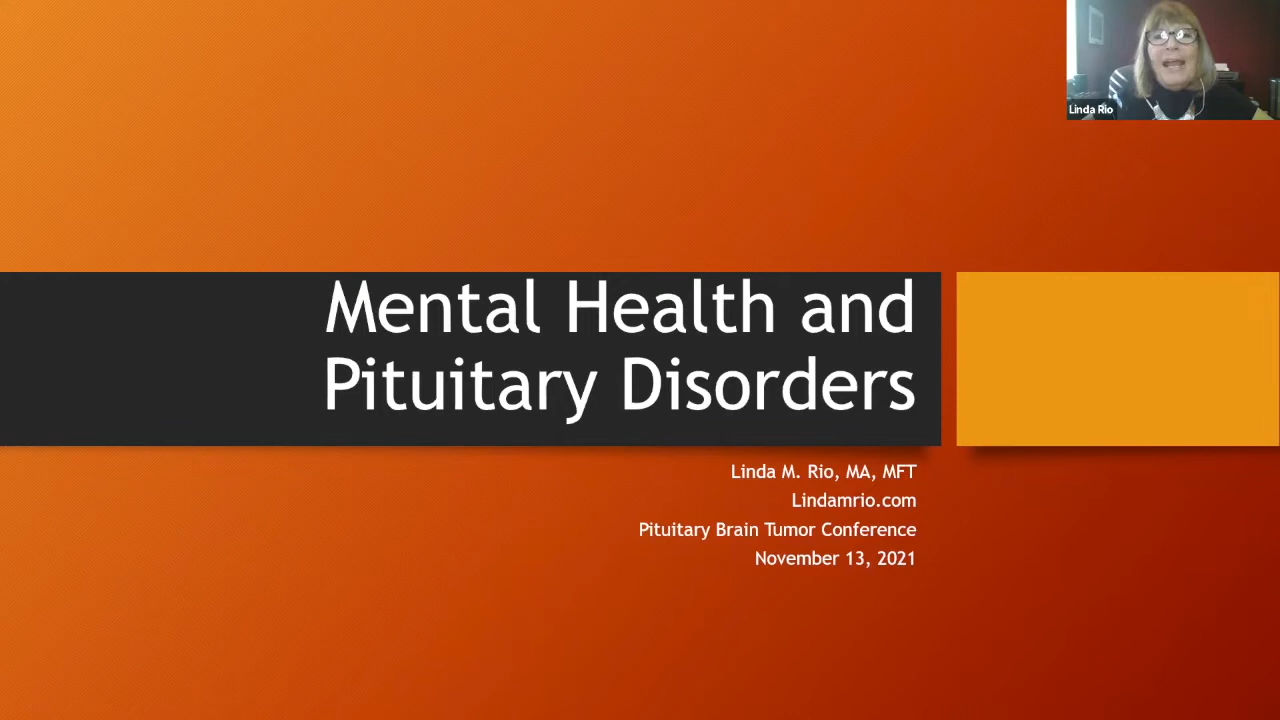 Linda Rio
Mental Health and
Pituitary Disorders
Linda M. Rio, MA, MFT
Lindamrio.com
Pituitary Brain Tumor Conference
November 13, 2021